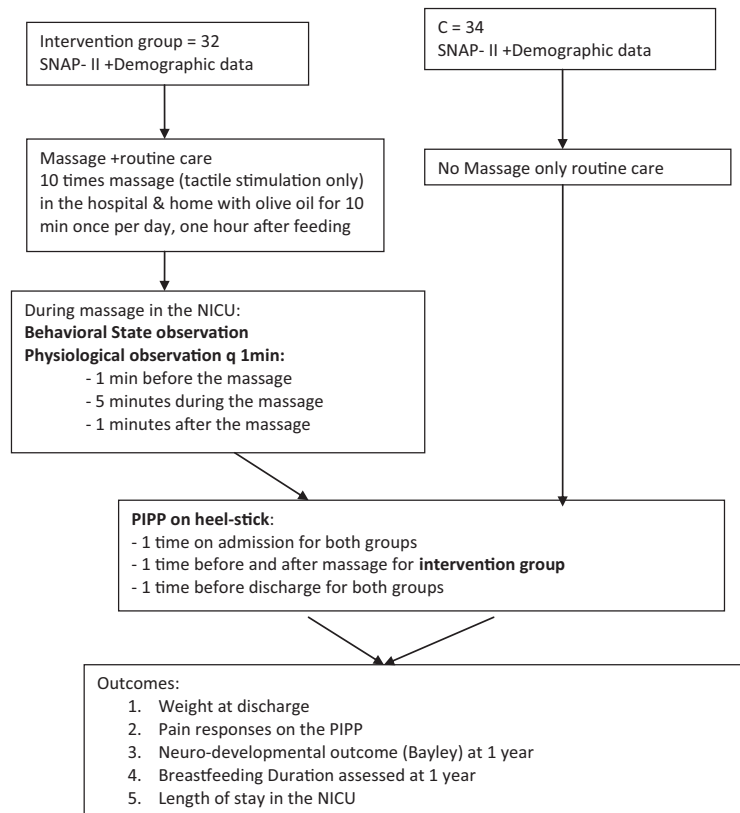 Intervention group = 32
SNAP- II +Demographic data
C = 34
SNAP- II +Demographic data
Massage +routine care
10 times massage (tactile stimulation only)
in the hospital & home with olive oil for 10
min once per day, one hour after feeding
No Massage only routine care
During massage in the NICU:
Behavioral State observation
Physiological observation q 1min:
- 1 min before the massage
- 5 minutes during the massage
- 1 minutes after the massage
PIPP on heel-stick:
- 1 time on admission for both groups
- 1 time before and after massage for intervention group
- 1 time before discharge for both groups
Outcomes:
1. Weight at discharge
2. Pain responses on the PIPP
3. Neuro-developmental outcome (Bayley) at 1 year
4. Breastfeeding Duration assessed at 1 year
5. Length of stay in the NICU